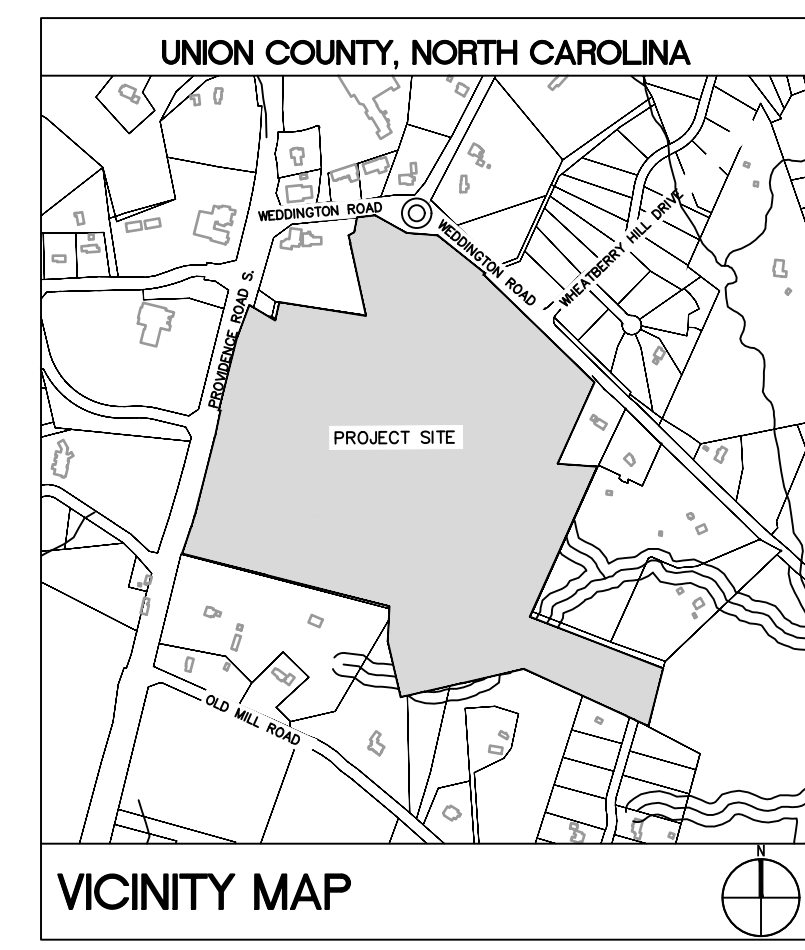 UNION COUNTY, NORTH CAROLINA
WEDDINGTON ROAD
WEDDINGTON ROAD
WHEATBERRY HILL DRIVE
PROVIDENCE ROAD S.
PROJECT SITE
OLD MILL ROAD
VICINITY MAP
N